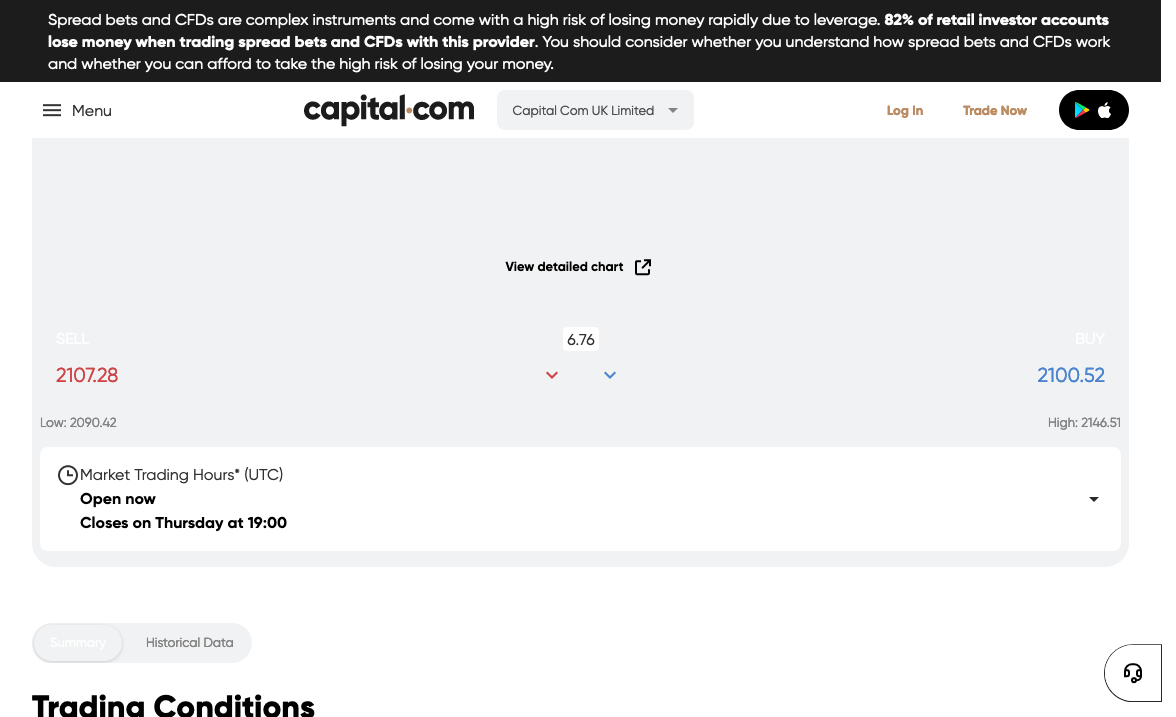 Spread bets and CFDs are complex instruments and come with a high risk of losing money rapidly due to leverage. 82% of retail investor accounts
lose money when trading spread bets and CFDs with this provider. You should consider whether you understand how spread bets and CFDs work
and whether you can afford to take the high risk of losing your money.
Menu
capital.com
Capital Com UK Limited
Log In
Trade Now
View detailed chart
SELL
6.76
BUY
2107.28
2100.52
Low: 2090.42
High: 2146.51
Market Trading Hours* (UTC)
Open now
Closes on Thursday at 19:00
Summary
Historical Data
Trading Conditions